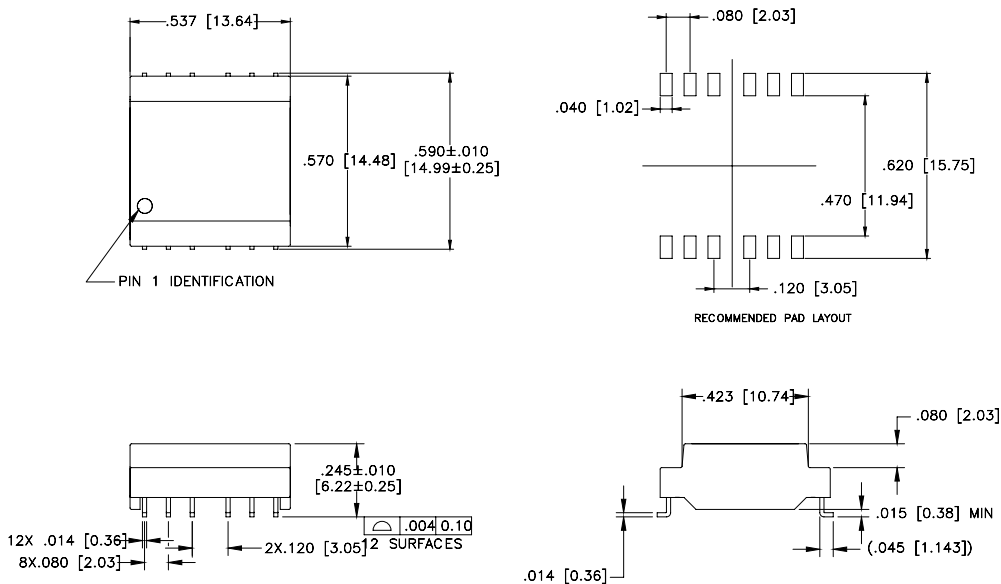 .537 [13.64]
.080 [2.03]
.040 [1.02]
.570 [14.48]
.590±.010
[14.99±0.25]
.620 [15.75]
.470 [11.94]
PIN 1 IDENTIFICATION
.120 [3.05]
RECOMMENDED PAD LAYOUT
.423 [10.74]
.080 [2.03]
.245±.010
[6.22±0.25]
.004 0.10
12 SURFACES
12X .014 [0.36]
2X.120 [3.05]
8X.080 [2.03]
.015 [0.38] MIN
(.045 [1.143])
.014 [0.36]